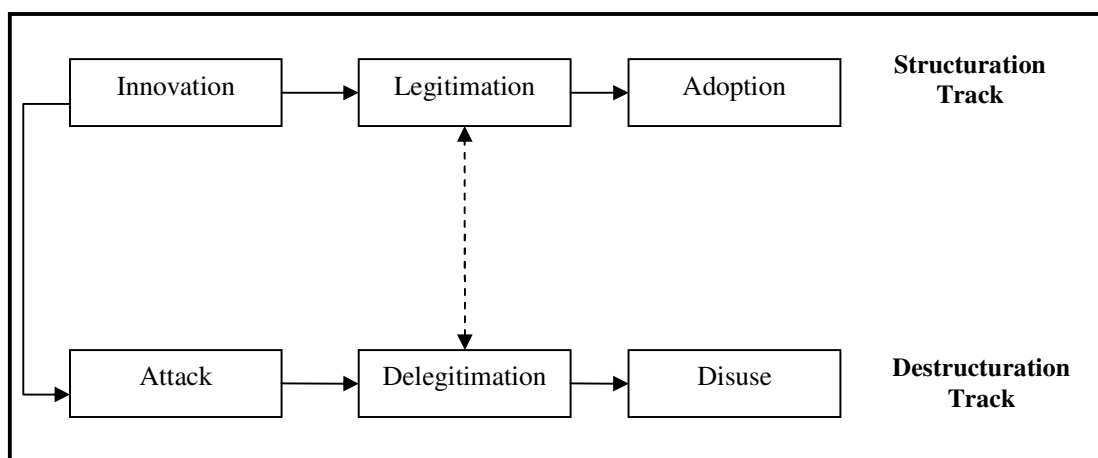 Innovation
Legitimation
Adoption
Structuration
Track
Attack
Delegitimation
Disuse
Destructuration
Track